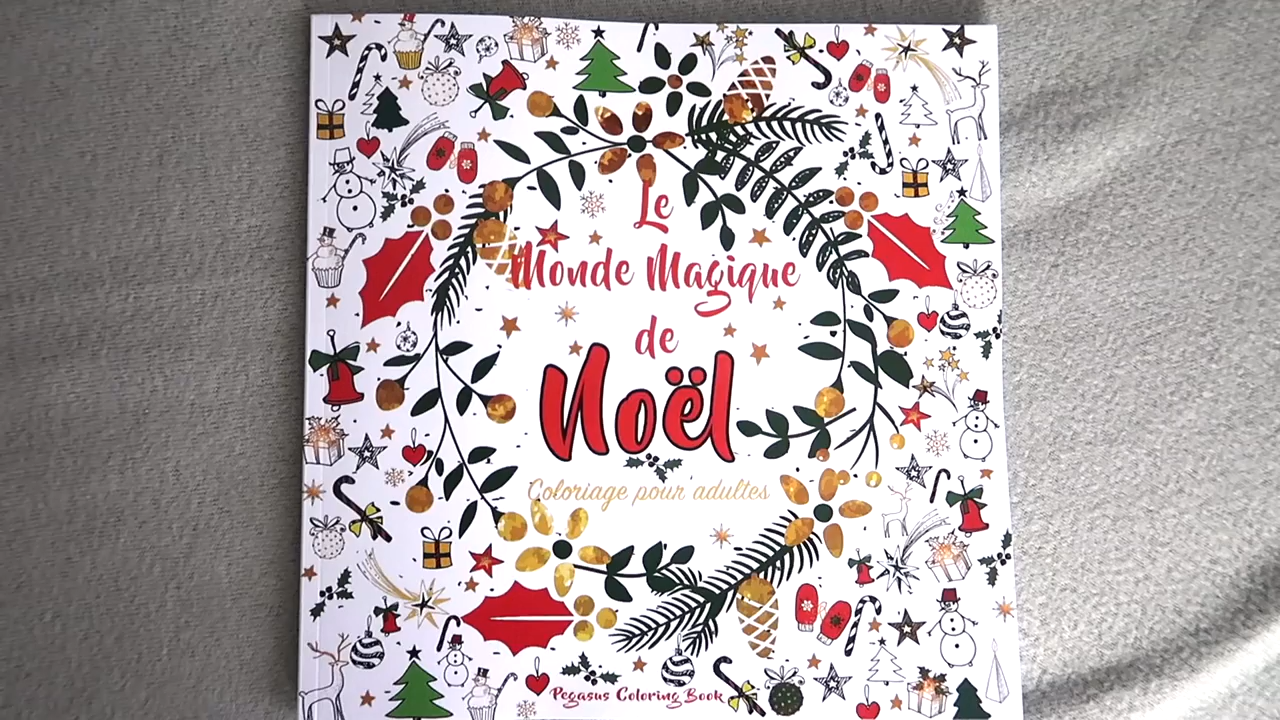 Le
Monde Magique
de
Noël
Coloriage pour adultes
Pegasus Coloring Book